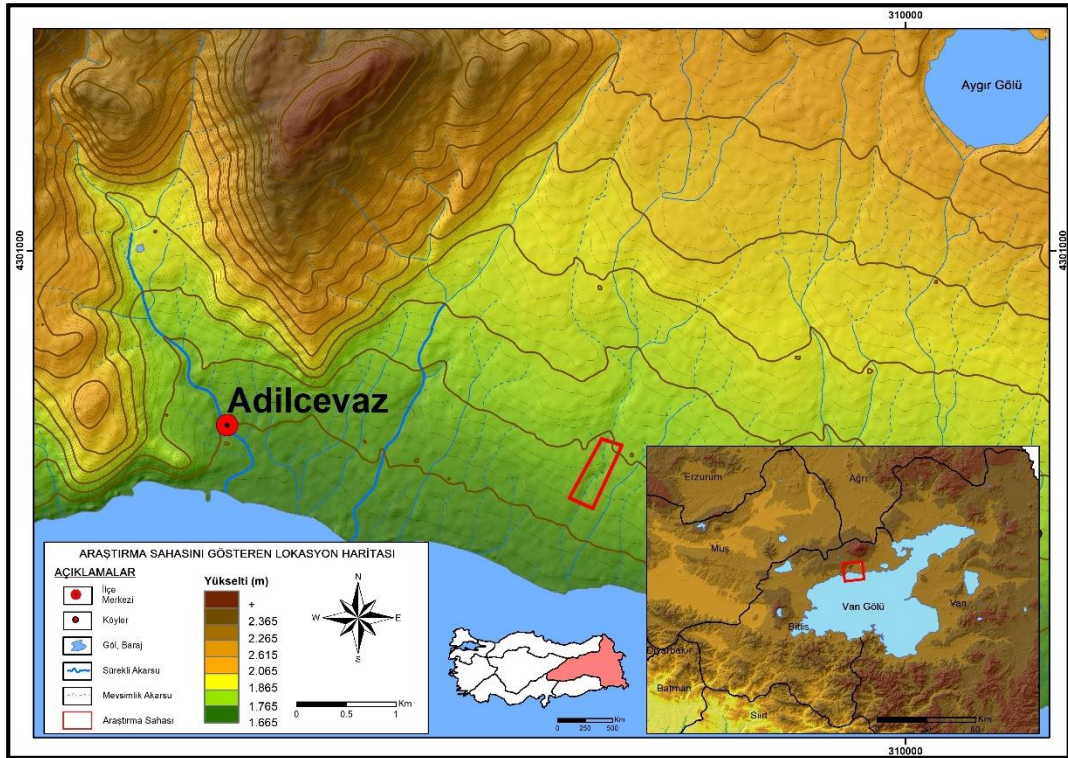 310000
Aygır Gölü
4301000
4301000
Adilcevaz
ARAŞTIRMA SAHASINI GÖSTEREN LOKASYON HARİTASI
AÇIKLAMALAR
İlçe
Merkezi
Köyler
Göl, Baraj
Sürekli Akarsu
Mevsimlik Akarsu
Araştırma Sahası
Yükselti (m)
+
2.365
2.265
2.615
2.065
1.865
1.765
1.665
N
W
E
S
0
0.5
1
Km
Km
0
250
500
Erzurum
Ağrı
Muş
Van Gölü
Van
Bitlis
Diyarbakır
Batman
Siirt
Km
0
310000